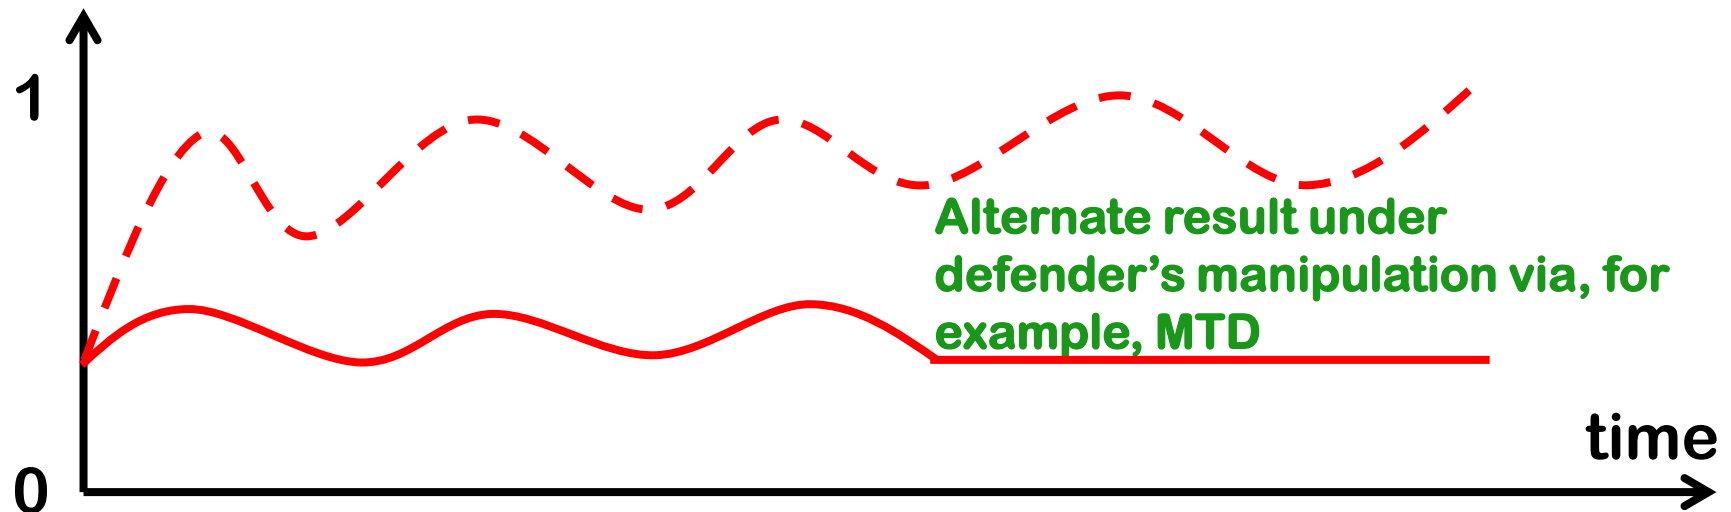 1
Alternate result under
defender’s manipulation via, for
example, MTD
time
0